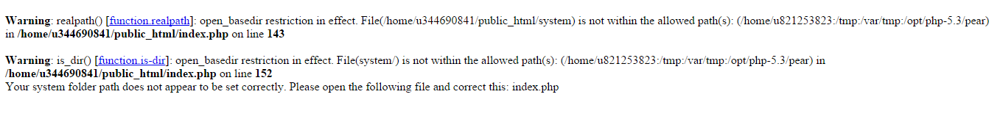 Warning: realpath() [function.realpath]: open_basedir restriction in effect. File(/home/u344690841/public_html/system) is not within the allowed path(s): (/home/u821253823:/tmp:/var/tmp:/opt/php-5.3/pear)
in /home/u344690841/public_html/index.php on line 143
Warning: is_dir() [function.is-dir]: open_basedir restriction in effect. File(system/) is not within the allowed path(s): (/home/u821253823:/tmp:/var/tmp:/opt/php-5.3/pear) in
/home/u344690841/public_html/index.php on line 152
Your system folder path does not appear to be set correctly. Please open the following file and correct this: index.php